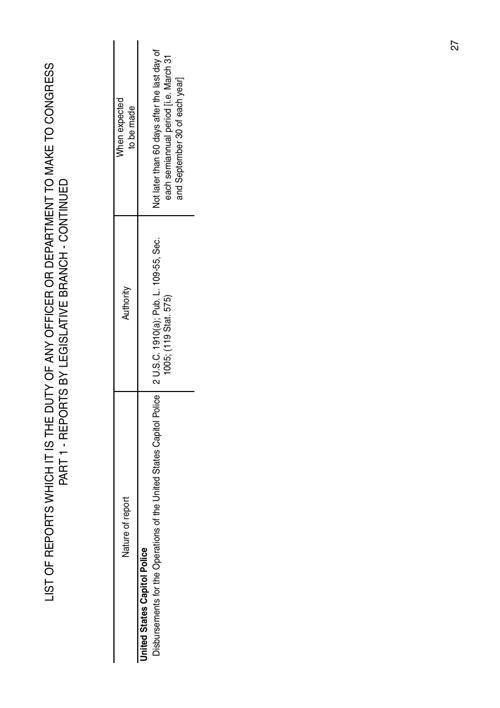 LIST OF REPORTS WHICH IT IS THE DUTY OF ANY OFFICER OR DEPARTMENT TO MAKE TO CONGRESS
PART 1 - REPORTS BY LEGISLATIVE BRANCH - CONTINUED
Nature of report
Authority
When expected
to be made
United States Capitol Police
Disbursements for the Operations of the United States Capitol Police
2 U.S.C. 1910(a); Pub. L. 109-55, Sec.
1005; (119 Stat. 575)
Not later than 60 days after the last day of
each semiannual period [i.e. March 31
and September 30 of each year]
27